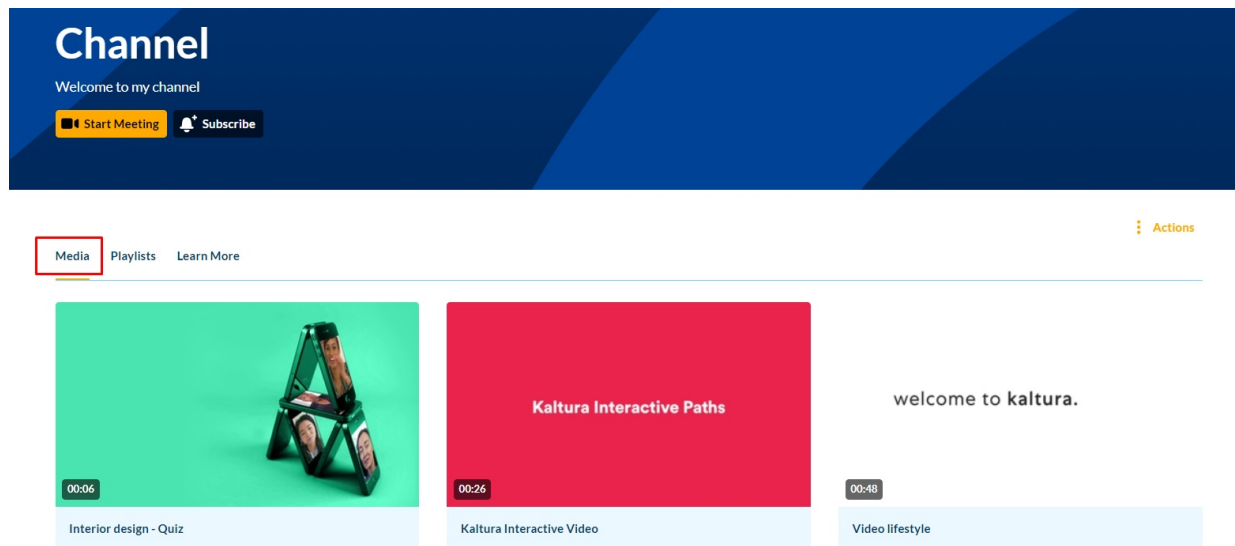 Channel
Welcome to my channel
Start Meeting Subscribe
Actions
Media Playlists Learn More
Kaltura Interactive Paths
welcome to kaltura.
00:06 00:26 00:48
Interior design - Quiz Kaltura Interactive Video Video lifestyle